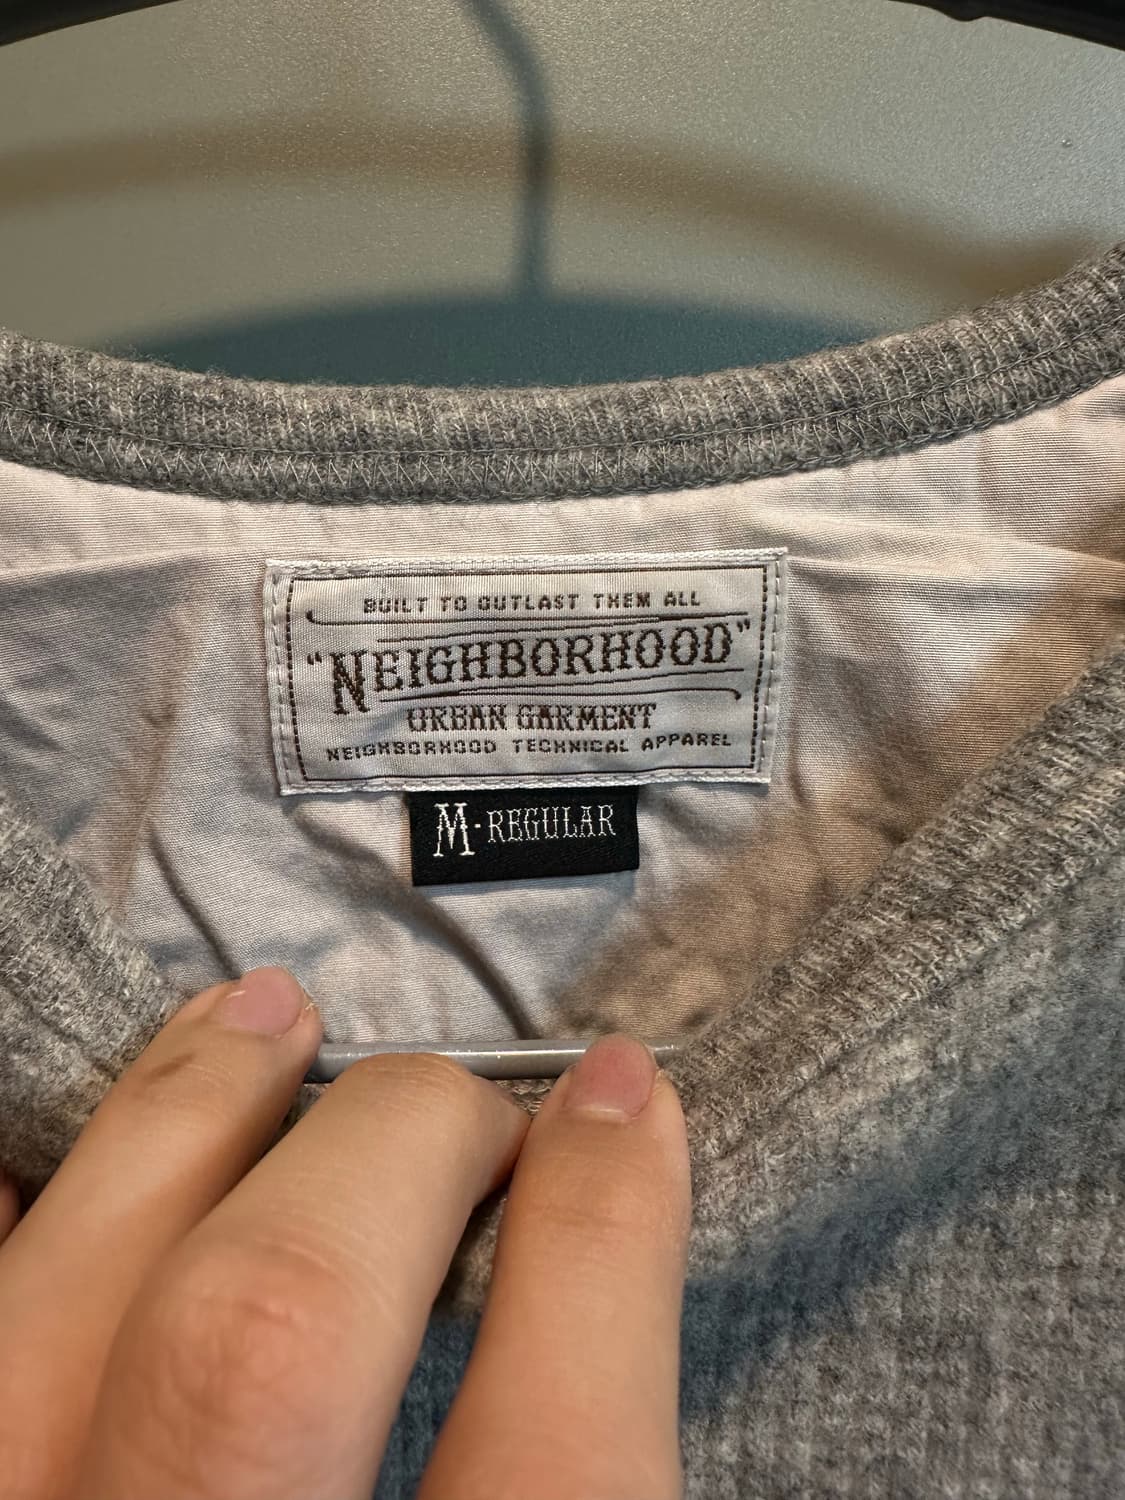 BUILT TO OUTLAST THEM ALL
"NEIGHBORHOOD"
URBAN GARMENT
NEIGHBORHOOD TECHNICAL APPAREL
M-REGULAR